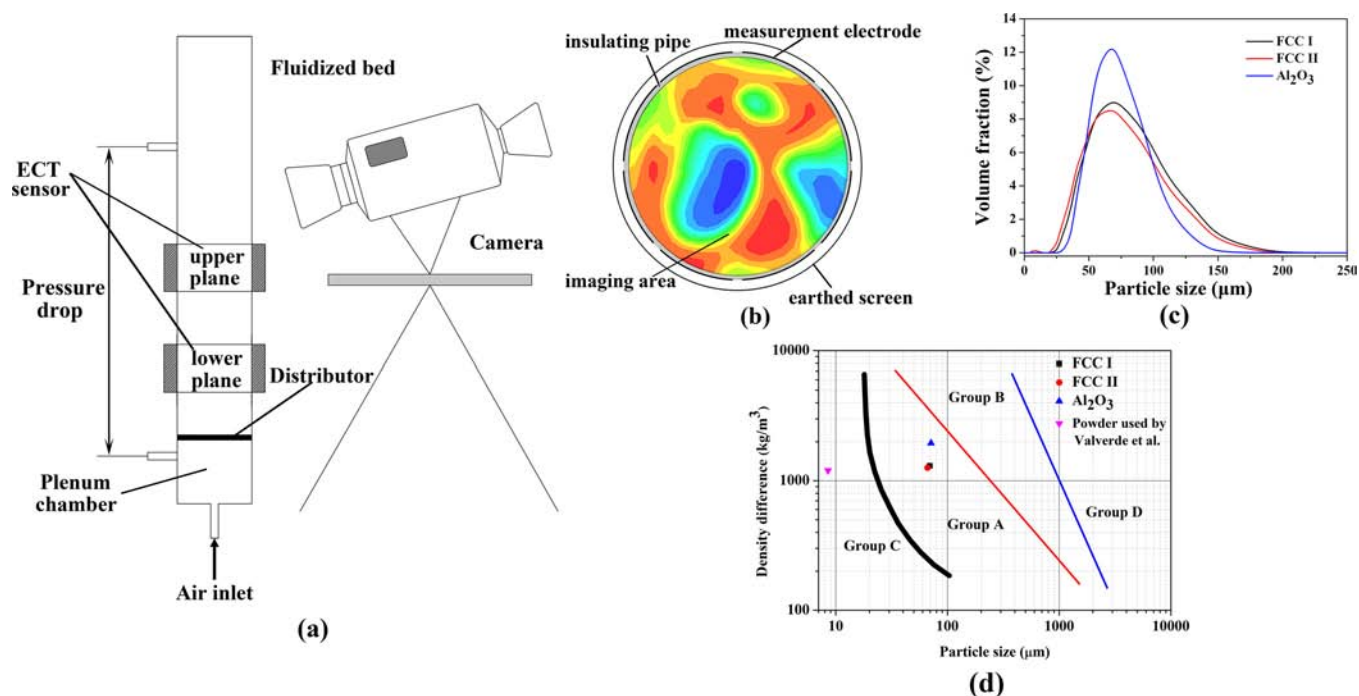 Fluidized bed
ECT
sensor
upper
plane
Pressure
drop
lower
plane
Distributor
Plenum
chamber
Air inlet
Camera
(a)
insulating pipe
measurement electrode
imaging area
earthed screen
(b)
Volume fraction (%)
14
12
10
8
6
4
2
0
FCC I
FCC II
Al₂O₃
0
50
100
150
200
250
Particle size (µm)
(c)
Density difference (kg/m³)
10000
1000
100
Group B
Group A
Group C
Group D
FCC I
FCC II
Al₂O₃
Powder used by
Valverde et al.
10
100
1000
10000
Particle size (µm)
(d)